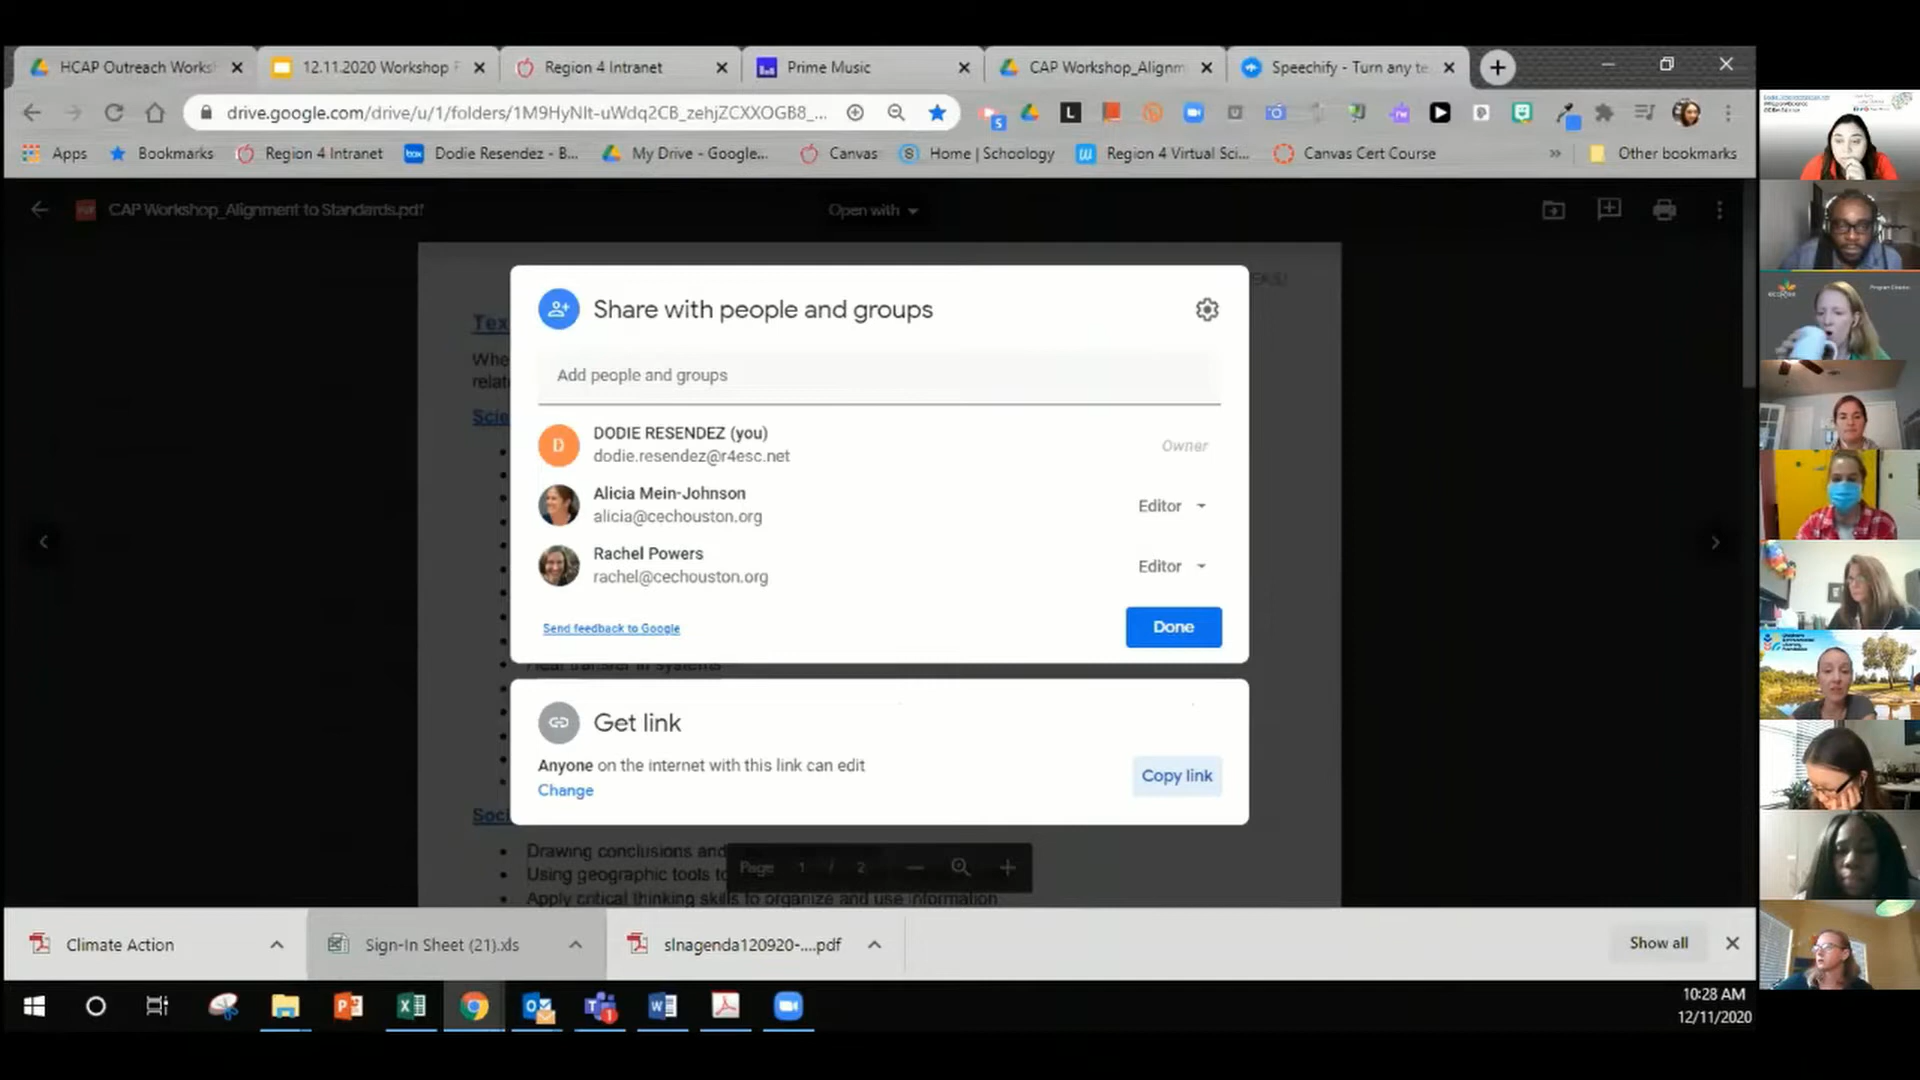 HCAP Outreach Works
12.11.2020 Workshop F
Region 4 Intranet
Prime Music
CAP Workshop_Alignm
Speechify - Turn any te
drive.google.com/drive/u/1/folders/1M9HyNIt-uWdq2CB_zehjZCXXOGB8_...
Apps
Bookmarks
Region 4 Intranet
Dodie Resendez - B...
My Drive - Google...
Canvas
Home | Schoology
Region 4 Virtual Sci...
Canvas Cert Course
»
Other bookmarks
CAP Workshop_Alignment to Standards.pdf
Open with
Share with people and groups
Add people and groups
DODIE RESENDEZ (you)
dodie.resendez@r4esc.net
Owner
Alicia Mein-Johnson
alicia@cechouston.org
Editor
Rachel Powers
rachel@cechouston.org
Editor
Send feedback to Google
Done
Heat transfer in systems
Get link
Anyone on the internet with this link can edit
Change
Copy link
Drawing conclusions and
Using geographic tools to
Apply critical thinking skills to organize and use information
Page 1 / 2
Climate Action
Sign-In Sheet (21).xls
slnagenda120920-....pdf
Show all
10:28 AM
12/11/2020